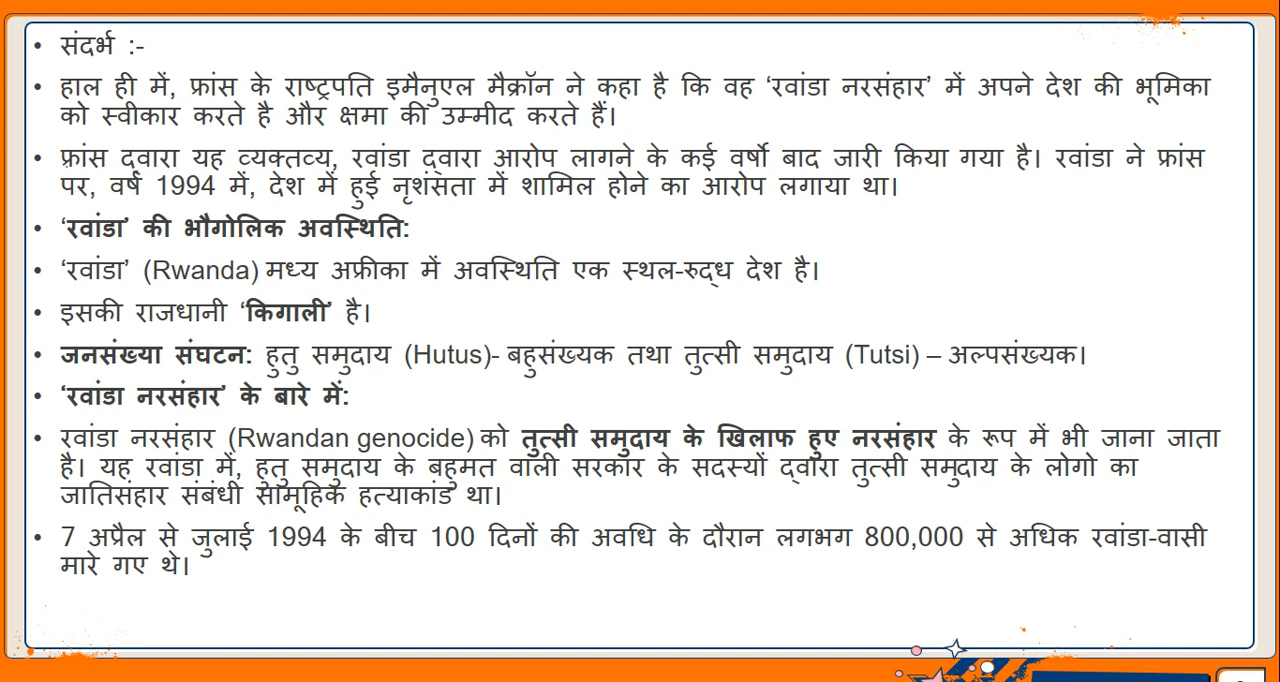 • संदर्भ :-
• हाल ही में, फ्रांस के राष्ट्रपति इमैनुएल मैक्रॉन ने कहा है कि वह ‘रवांडा नरसंहार’ में अपने देश की भूमिका
को स्वीकार करते है और क्षमा की उम्मीद करते हैं।
• फ़्रांस द्वारा यह व्यक्तव्य, रवांडा द्वारा आरोप लागने के कई वर्षो बाद जारी किया गया है। रवांडा ने फ्रांस
पर, वर्ष 1994 में, देश में हुई नृशंसता में शामिल होने का आरोप लगाया था।
• ‘रवांडा’ की भौगोलिक अवस्थिति:
• ‘रवांडा’ (Rwanda) मध्य अफ्रीका में अवस्थिति एक स्थल-रुद्ध देश है।
• इसकी राजधानी ‘किगाली’ है।
• जनसंख्या संघटन: हुतु समुदाय (Hutus)- बहुसंख्यक तथा तुत्सी समुदाय (Tutsi) – अल्पसंख्यक।
• ‘रवांडा नरसंहार’ के बारे में:
• रवांडा नरसंहार (Rwandan genocide) को तुत्सी समुदाय के खिलाफ हुए नरसंहार के रूप में भी जाना जाता
है। यह रवांडा में, हुतु समुदाय के बहुमत वाली सरकार के सदस्यों द्वारा तुत्सी समुदाय के लोगो का
जातिसंहार संबंधी सामूहिक हत्याकांड था।
• 7 अप्रैल से जुलाई 1994 के बीच 100 दिनों की अवधि के दौरान लगभग 800,000 से अधिक रवांडा-वासी
मारे गए थे।